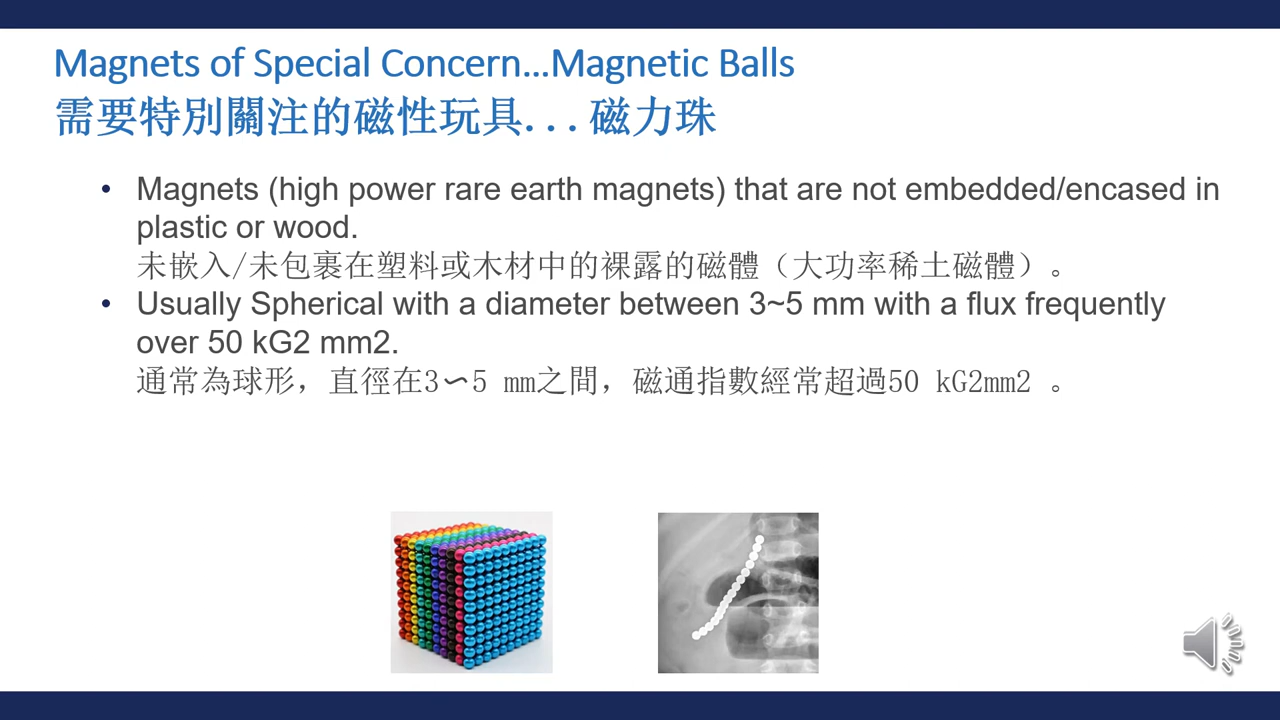 Magnets of Special Concern…Magnetic Balls
需要特別關注的磁性玩具...磁力珠
• Magnets (high power rare earth magnets) that are not embedded/encased in
plastic or wood.
未嵌入/未包裹在塑料或木材中的裸露的磁體（大功率稀土磁體）。
• Usually Spherical with a diameter between 3~5 mm with a flux frequently
over 50 kG2 mm2.
通常為球形，直徑在3〜5 mm之間，磁通指數經常超過50 kG2mm2 。